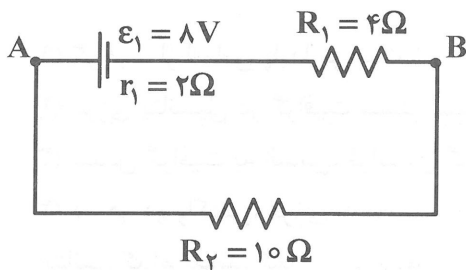 A
ε₁ = ۸V
r₁ = ۲Ω
R₁ = ۴Ω
B
R₂ = ۱۰Ω